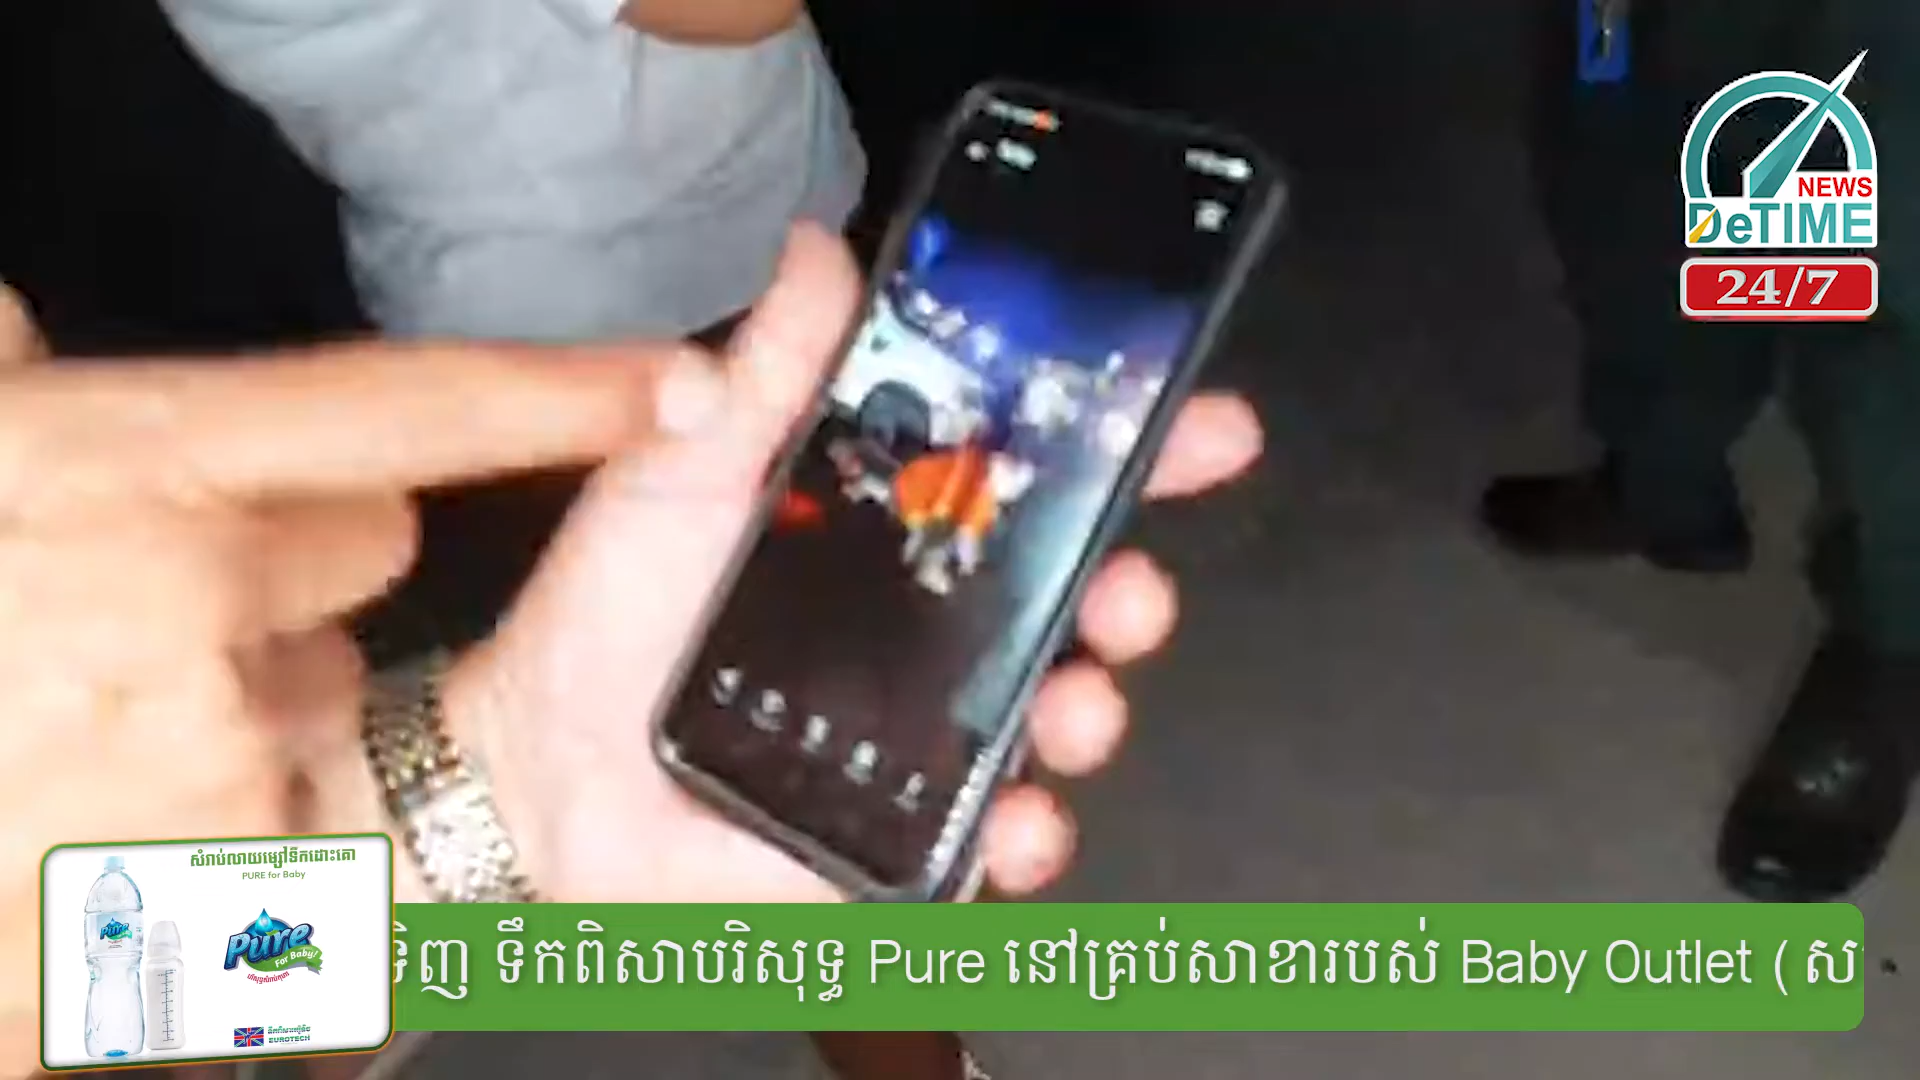 NEWS
DeTIME
24/7
សំរាប់លាយម្សៅទឹកដោះគោ
PURE for Baby
Pure
For Baby!
EUROTECH
ទិញ ទឹកពិសាបរិសុទ្ធ Pure នៅគ្រប់សាខារបស់ Baby Outlet ( ស